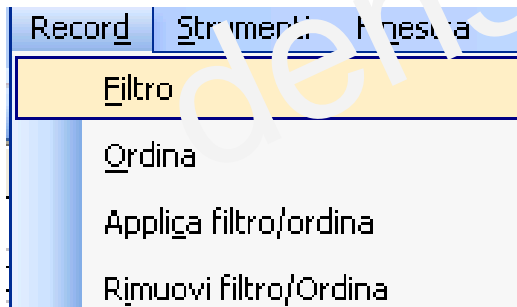 Record Strumenti Finestra
Filtro
Ordina
Applica filtro/ordina
Rimuovi filtro/Ordina